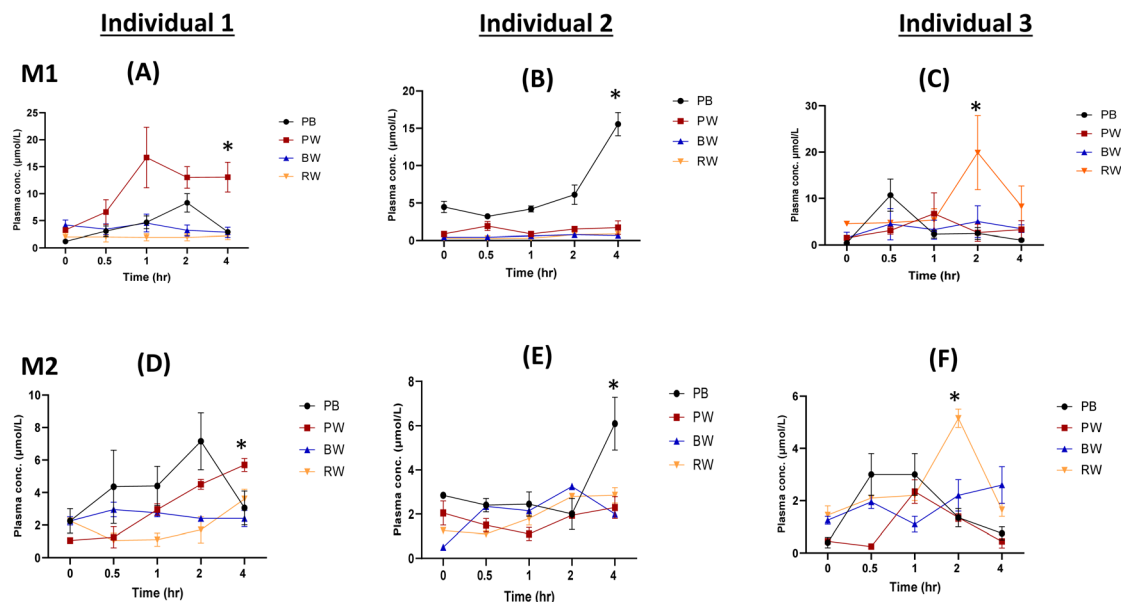 Individual 1
Individual 2
Individual 3
M1
(A)
(B)
(C)
*
25
20
15
10
5
0
Plasma conc. (μmol/L)
0 0.5 1 2 4
Time (hr)
PB
PW
BW
RW
*
20
15
10
5
0
Plasma conc. (μmol/L)
0 0.5 1 2 4
Time (hr)
PB
PW
BW
RW
*
30
20
10
0
Plasma conc. (μmol/L
0 0.5 1 2 4
Time (hr)
PB
PW
BW
RW
M2
(D)
(E)
(F)
*
10
8
6
4
2
0
Plasma conc. (μmol/L)
0 0.5 1 2 4
Time (hr)
PB
PW
BW
RW
*
8
6
4
2
0
Plasma conc. (μmol/L)
0 0.5 1 2 4
Time (hr)
PB
PW
BW
RW
*
6
4
2
0
Plasma conc. (μmol/L)
0 0.5 1 2 4
Time (hr)
PB
PW
BW
RW